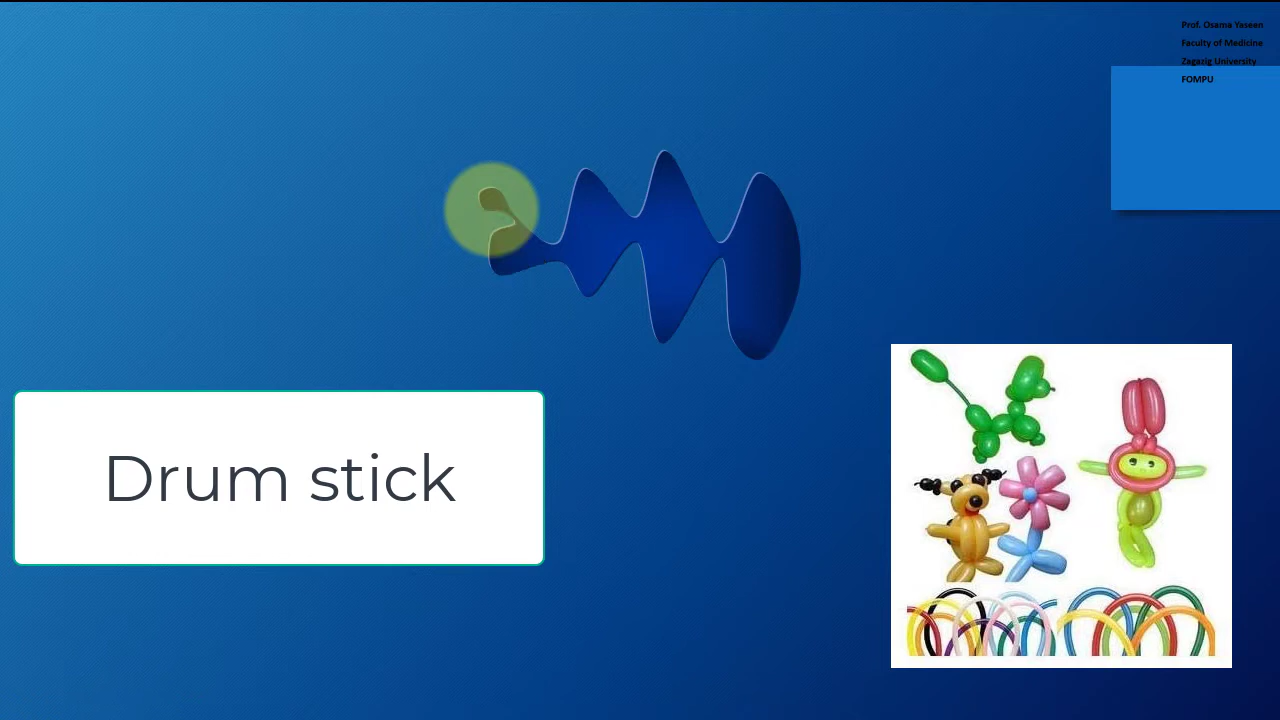 Prof. Osama Yaseen
Faculty of Medicine
Zagazig University
FOMPU
Drum stick